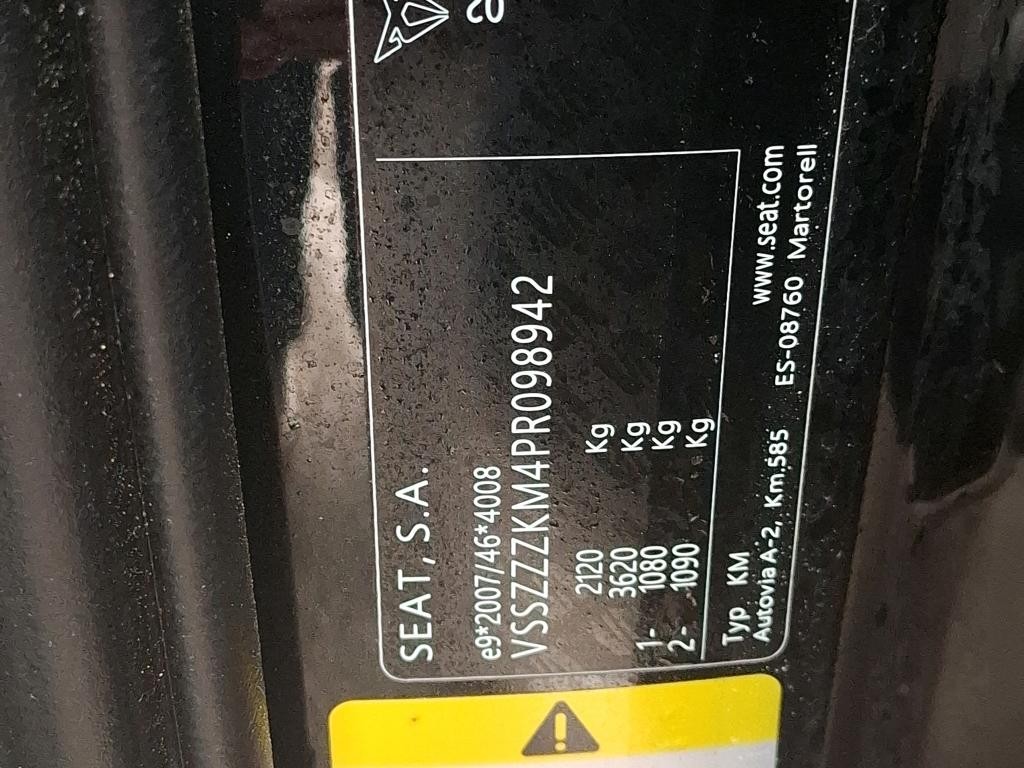 SEAT, S.A.
e9*2007/46*4008
VSSZZZKM4PR098942
2120 Kg
3620 Kg
1- 1080 Kg
2- 1090 Kg
Typ KM
www.seat.com
Autovia A-2, Km.585 ES-08760 Martorell